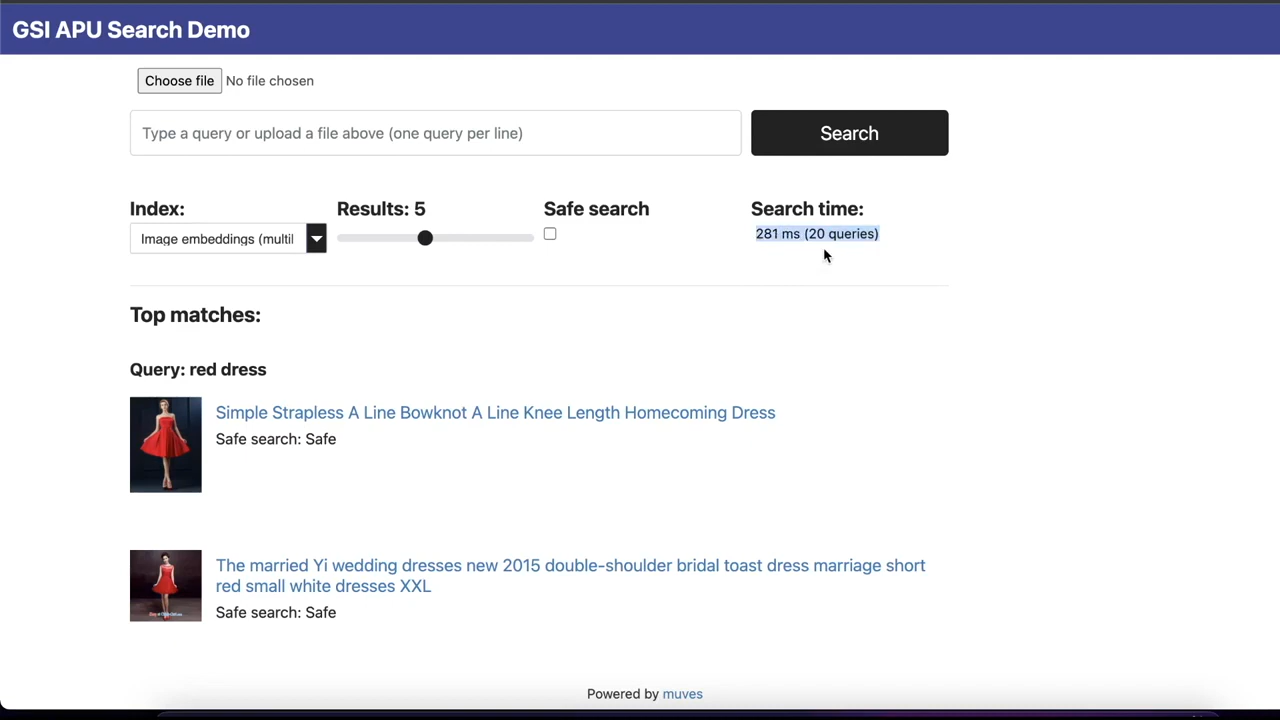 GSI APU Search Demo
Choose file No file chosen
Type a query or upload a file above (one query per line)
Search
Index:
Results: 5
Safe search
Search time:
Image embeddings (multil
281 ms (20 queries)
Top matches:
Query: red dress
Simple Strapless A Line Bowknot A Line Knee Length Homecoming Dress
Safe search: Safe
The married Yi wedding dresses new 2015 double-shoulder bridal toast dress marriage short
red small white dresses XXL
Safe search: Safe
Powered by muves